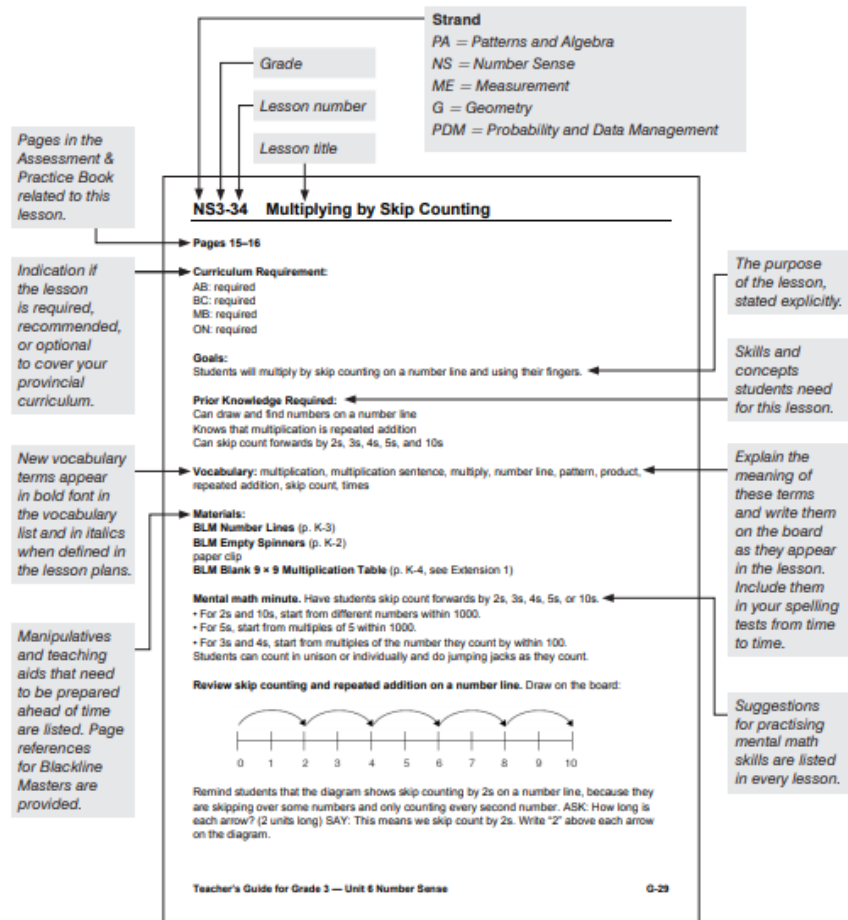 Strand
PA = Patterns and Algebra
NS = Number Sense
ME = Measurement
G = Geometry
PDM = Probability and Data Management
Grade
Lesson number
Lesson title
Pages in the
Assessment &
Practice Book
related to this
lesson.
Indication if
the lesson
is required,
recommended,
or optional
to cover your
provincial
curriculum.
New vocabulary
terms appear
in bold font in
the vocabulary
list and in italics
when defined in
the lesson plans.
Manipulatives
and teaching
aids that need
to be prepared
ahead of time
are listed. Page
references
for Blackline
Masters are
provided.
NS3-34 Multiplying by Skip Counting
Pages 15–16
Curriculum Requirement:
AB: required
BC: required
MB: required
ON: required
Goals:
Students will multiply by skip counting on a number line and using their fingers.
Prior Knowledge Required:
Can draw and find numbers on a number line
Knows that multiplication is repeated addition
Can skip count forwards by 2s, 3s, 4s, 5s, and 10s
Vocabulary: multiplication, multiplication sentence, multiply, number line, pattern, product,
repeated addition, skip count, times
Materials:
BLM Number Lines (p. K-3)
BLM Empty Spinners (p. K-2)
paper clip
BLM Blank 9 × 9 Multiplication Table (p. K-4, see Extension 1)
Mental math minute. Have students skip count forwards by 2s, 3s, 4s, 5s, or 10s.
• For 2s and 10s, start from different numbers within 1000.
• For 5s, start from multiples of 5 within 1000.
• For 3s and 4s, start from multiples of the number they count by within 100.
Students can count in unison or individually and do jumping jacks as they count.
Review skip counting and repeated addition on a number line. Draw on the board:
0 1 2 3 4 5 6 7 8 9 10
Remind students that the diagram shows skip counting by 2s on a number line, because they
are skipping over some numbers and only counting every second number. ASK: How long is
each arrow? (2 units long) SAY: This means we skip count by 2s. Write "2" above each arrow
on the diagram.
Teacher's Guide for Grade 3 — Unit 6 Number Sense G-29
The purpose
of the lesson,
stated explicitly.
Skills and
concepts
students need
for this lesson.
Explain the
meaning of
these terms
and write them
on the board
as they appear
in the lesson.
Include them
in your spelling
tests from time
to time.
Suggestions
for practising
mental math
skills are listed
in every lesson.